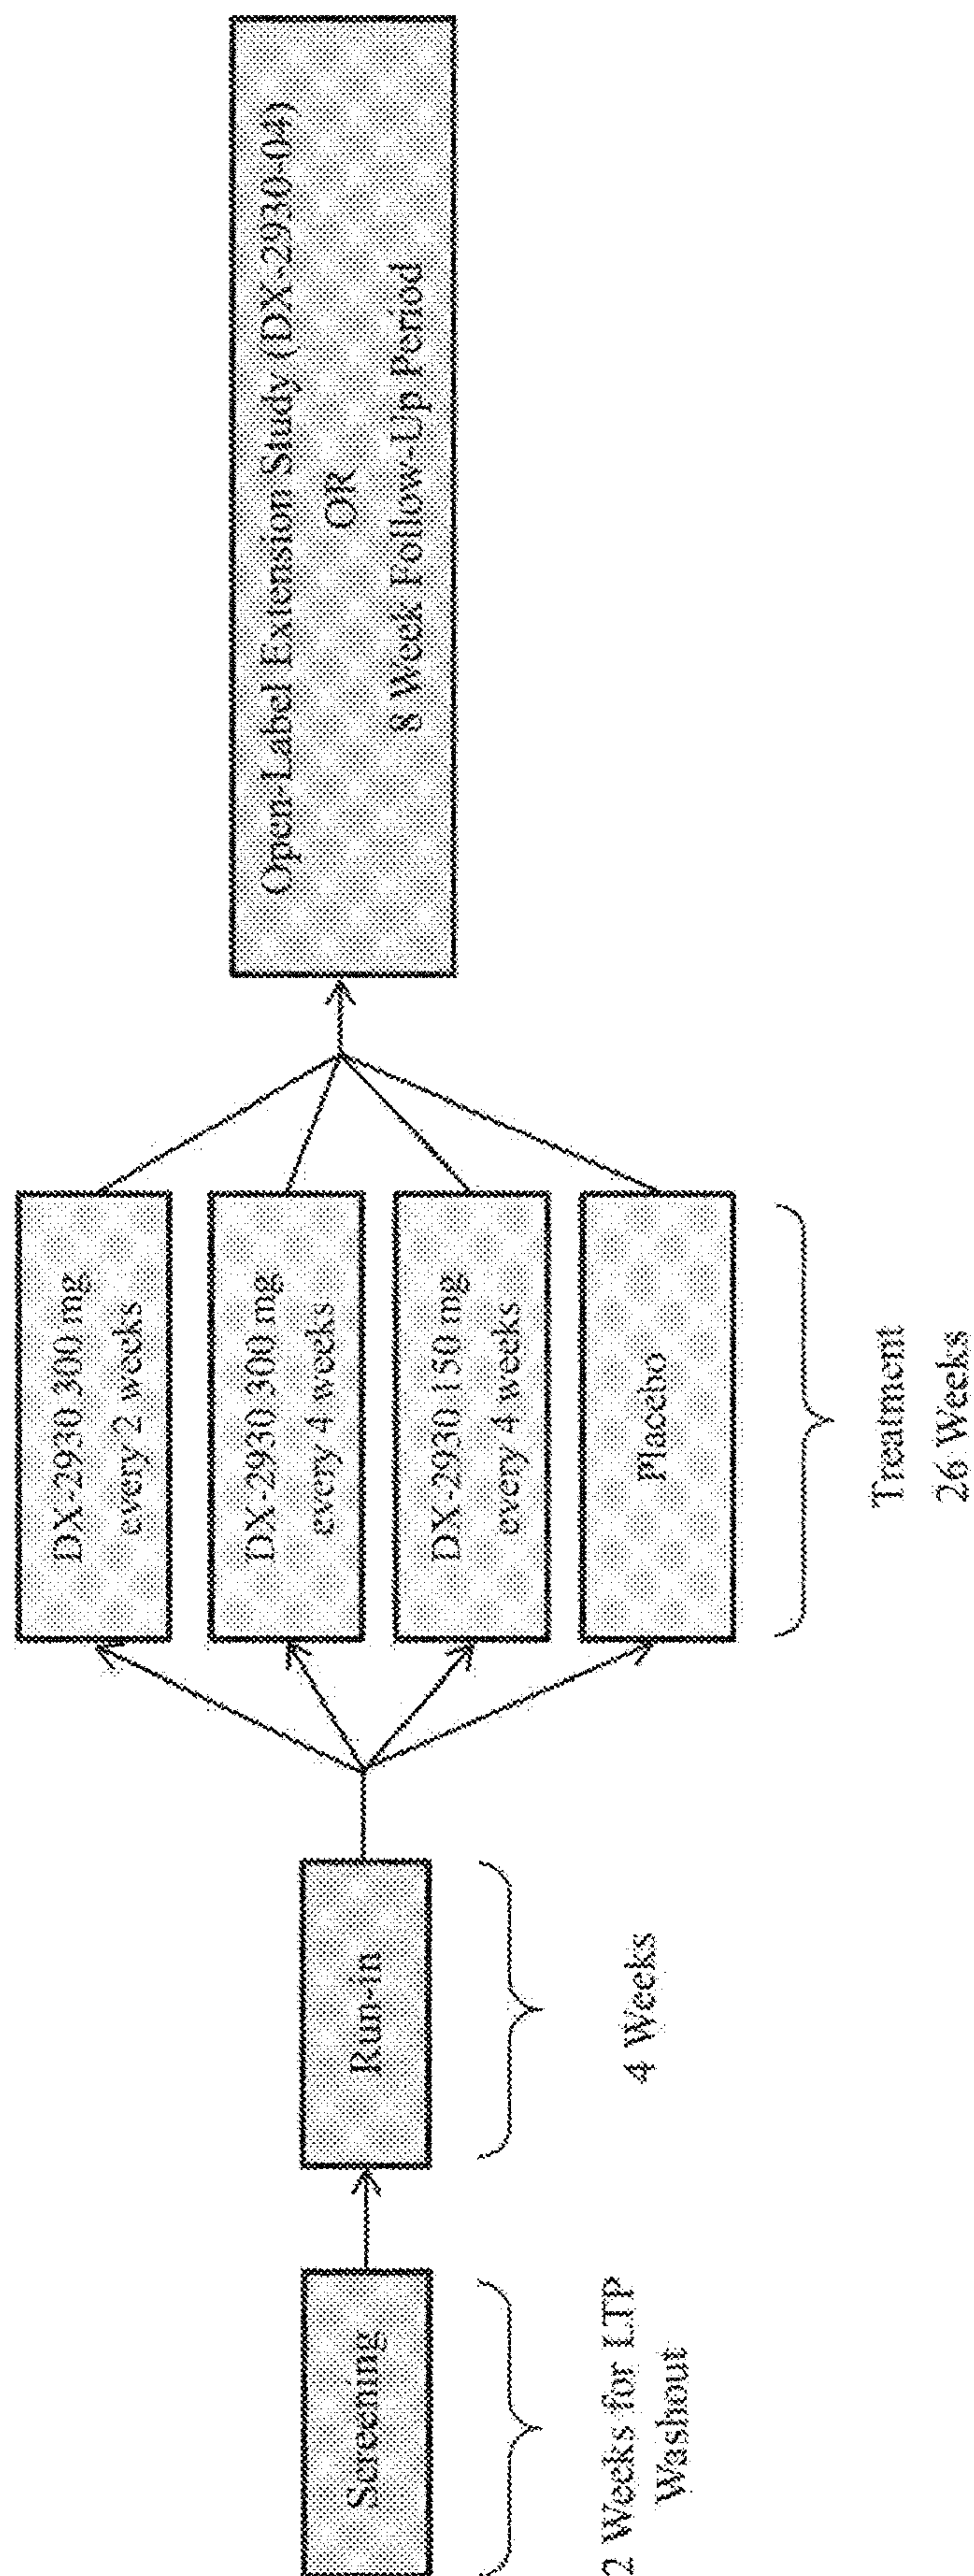 Screening
2 Weeks for LTP
Washout
Run-in
4 Weeks
DX-2930 300 mg
every 2 weeks
DX-2930 300 mg
every 4 weeks
DX-2930 150 mg
every 4 weeks
Placebo
Treatment
26 Weeks
Open-Label Extension Study (DX-2930-04)
OR
8 Week Follow-Up Period